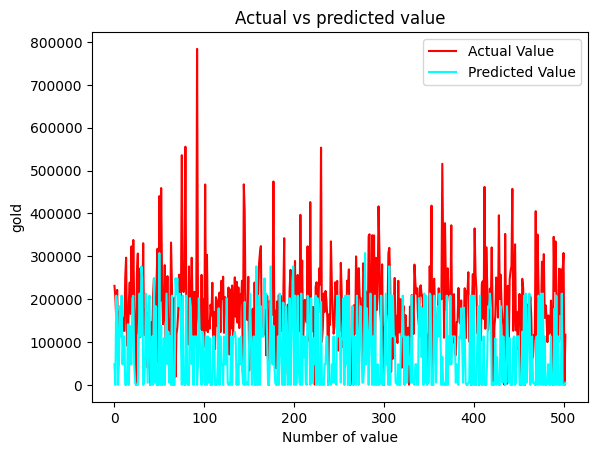 Actual vs predicted value
Actual Value
Predicted Value
800000
700000
600000
500000
400000
300000
200000
100000
0
gold
0 100 200 300 400 500
Number of value